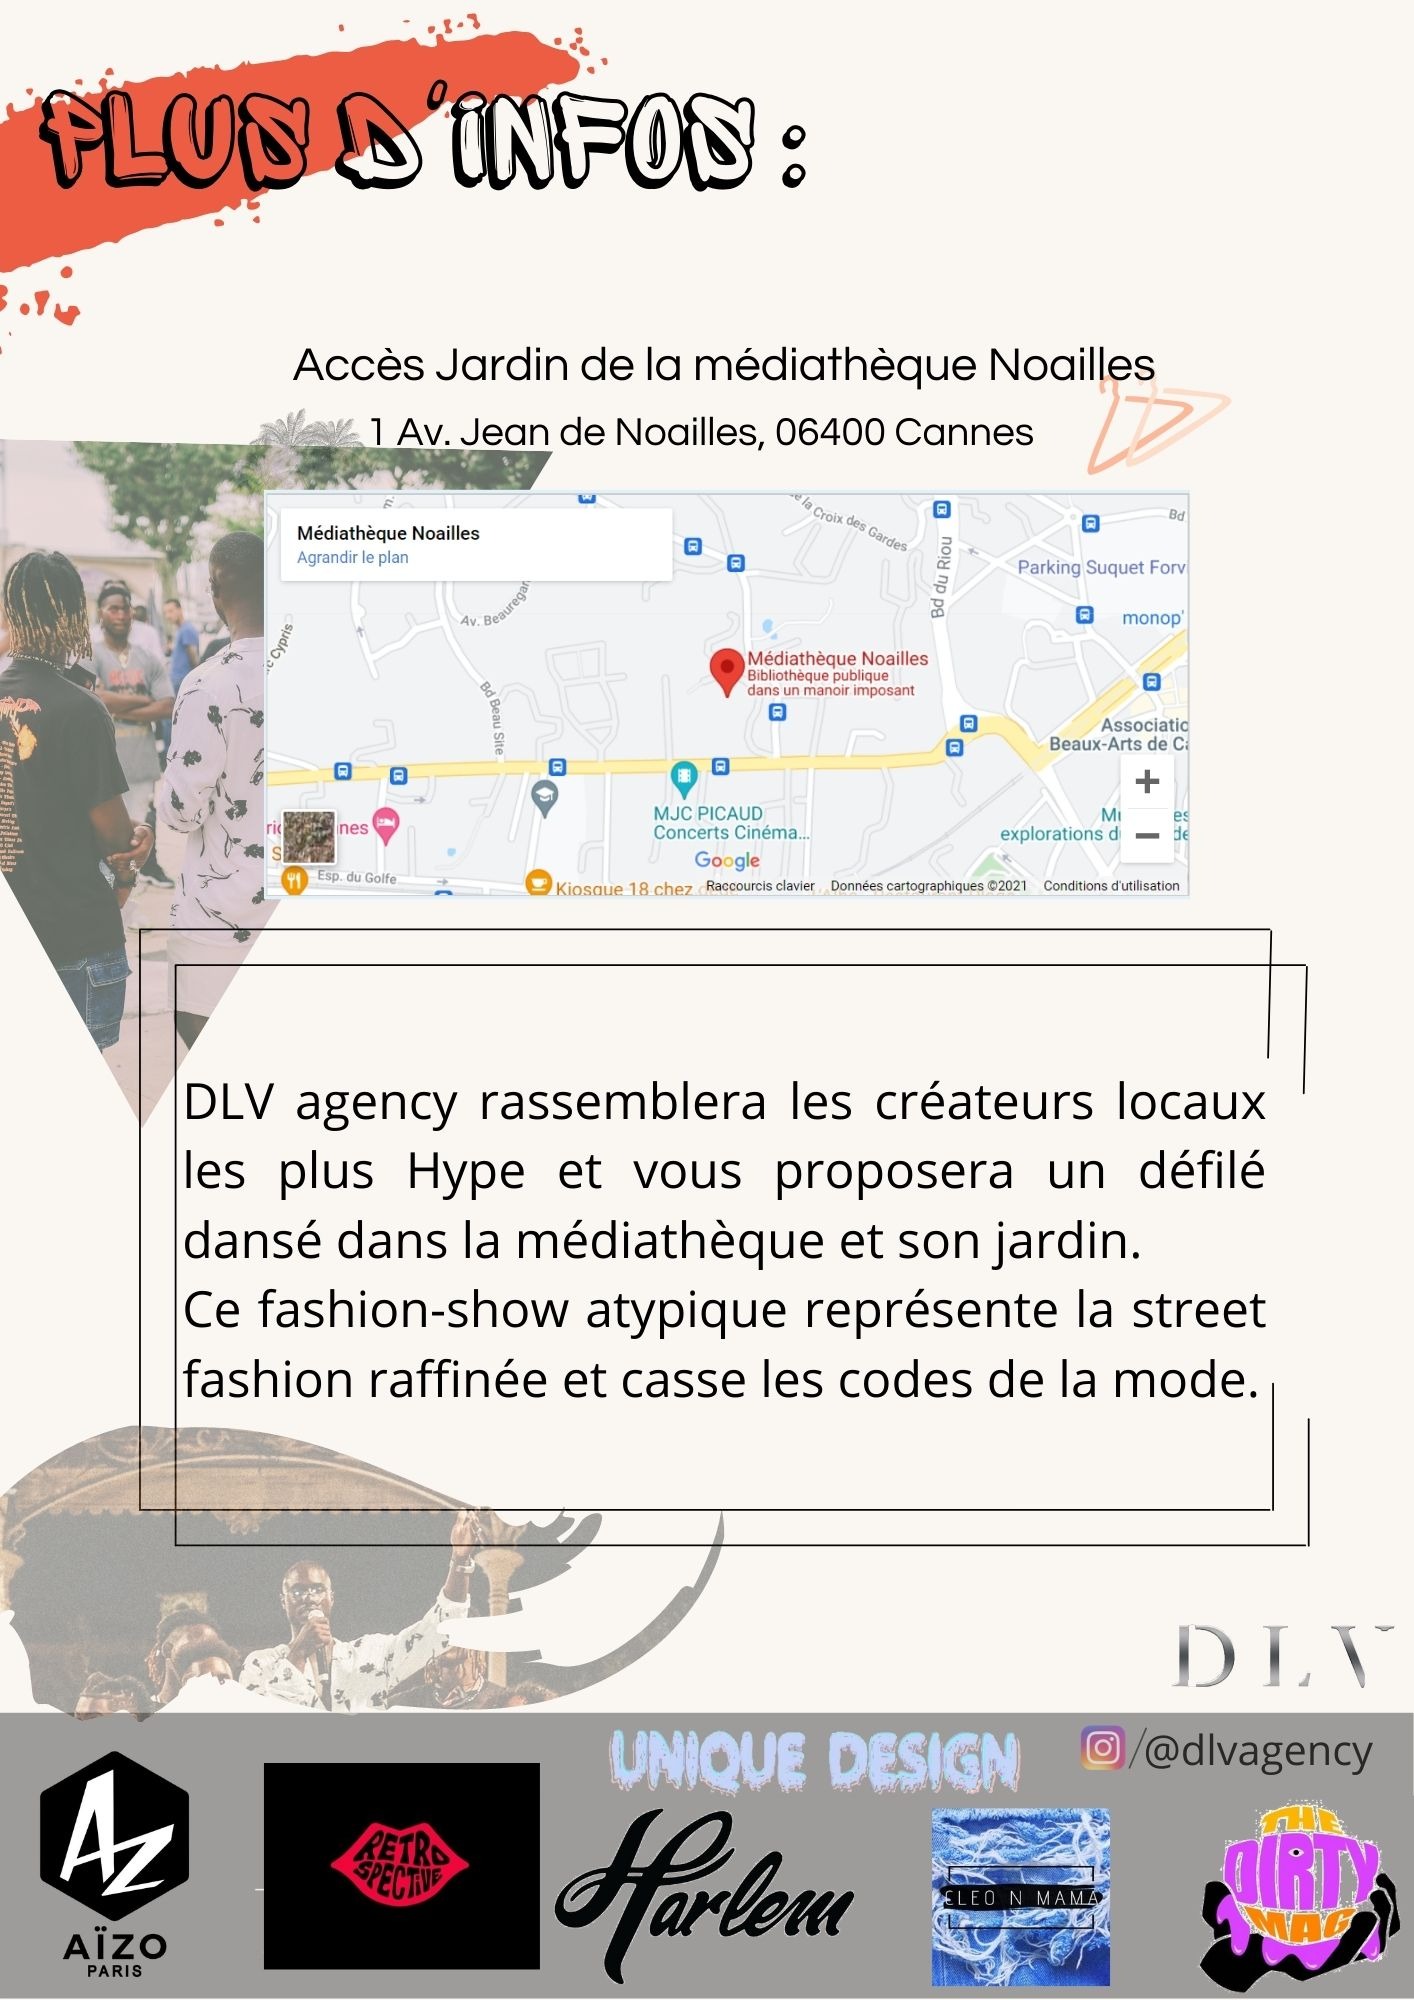 PLUS D'INFOS :
Accès Jardin de la médiathèque Noailles
1 Av. Jean de Noailles, 06400 Cannes
Médiathèque Noailles
Agrandir le plan
de la Croix des Gardes
Bd
Bd du Riou
Parking Suquet Forv
monop'
Av. Beauregar
c Cypris
Médiathèque Noailles
Bibliothèque publique
dans un manoir imposant
Bd Beau Site
Associatic
Beaux-Arts de Ca
MJC PICAUD
Concerts Cinéma...
explorations d
nes
Google
Esp. du Golfe
Kiosque 18 chez
Raccourcis clavier Données cartographiques ©2021 Conditions d'utilisation
DLV agency rassemblera les créateurs locaux
les plus Hype et vous proposera un défilé
dansé dans la médiathèque et son jardin.
Ce fashion-show atypique représente la street
fashion raffinée et casse les codes de la mode.
DLV
UNIQUE DESIGN
/@dlvagency
AZ
AÏZO
PARIS
RETRO
SPECTIVE
Harlem
CLEO N MAMA
THE
DIRTY
MAG